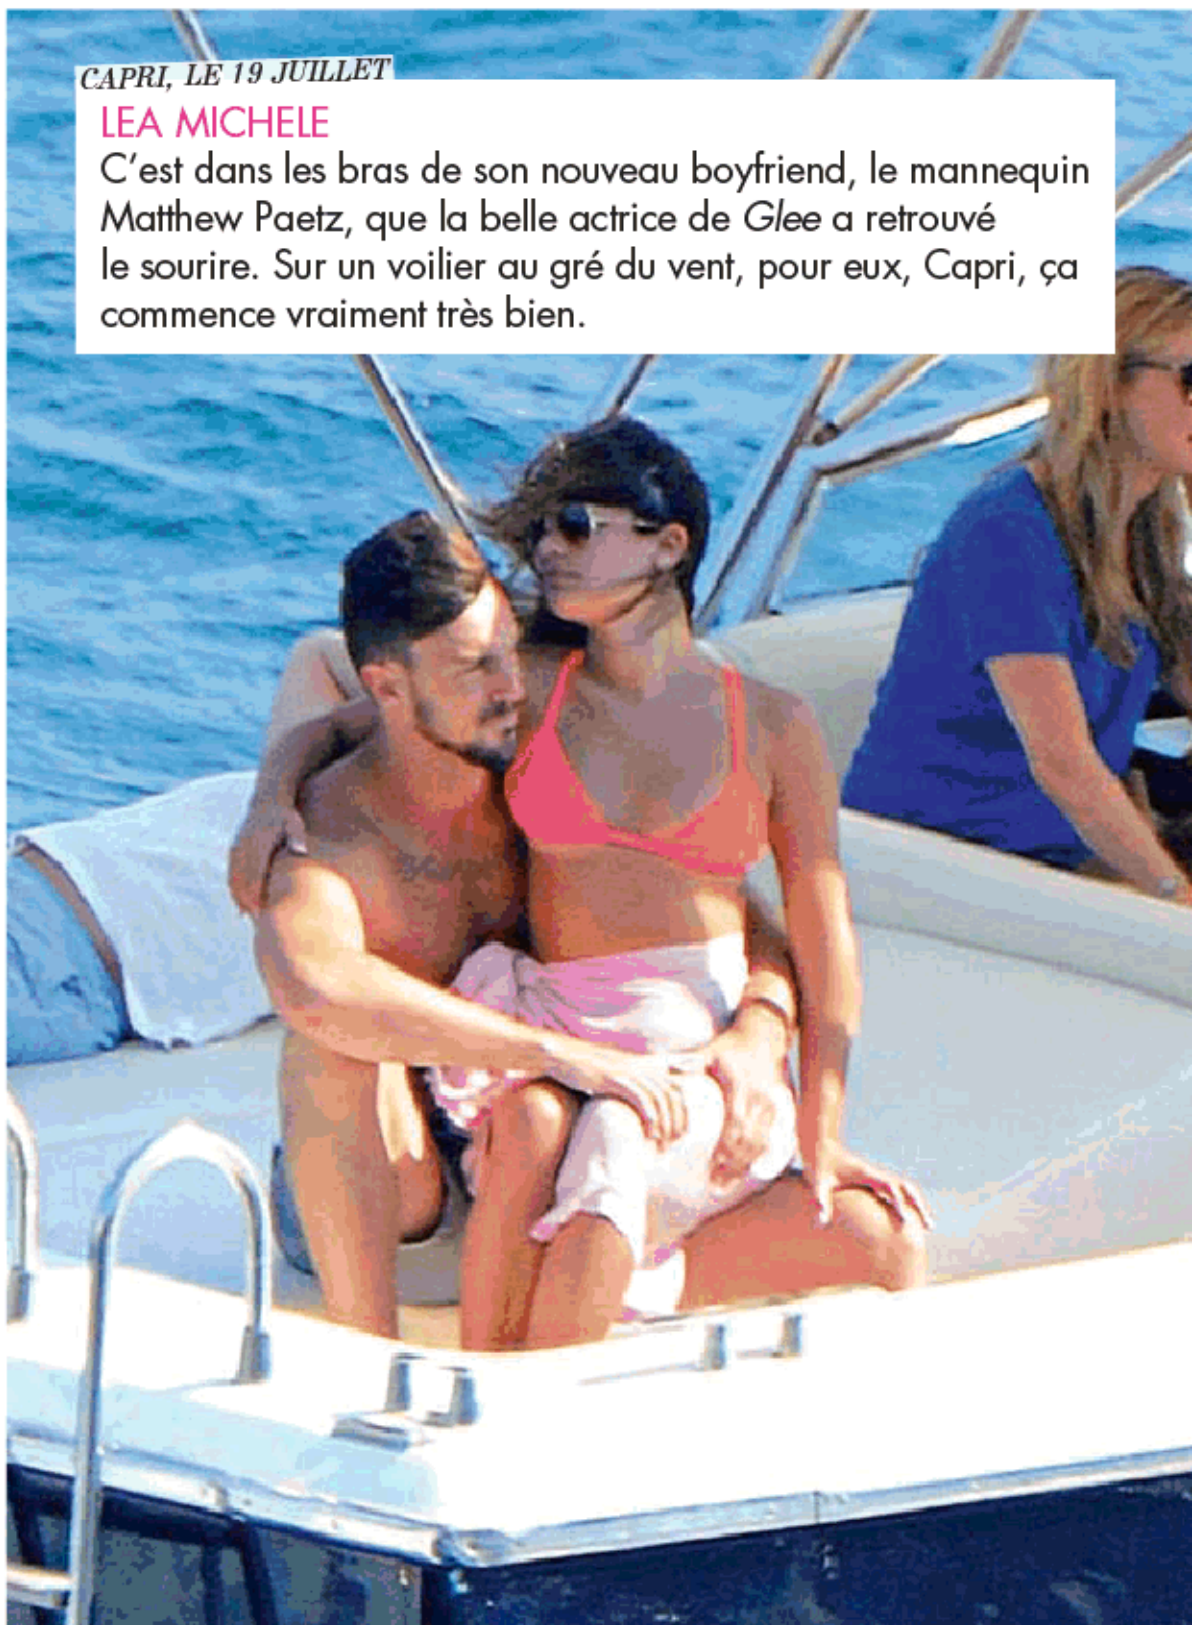 CAPRI, LE 19 JUILLET
LEA MICHELE
C'est dans les bras de son nouveau boyfriend, le mannequin
Matthew Paetz, que la belle actrice de Glee a retrouvé
le sourire. Sur un voilier au gré du vent, pour eux, Capri, ça
commence vraiment très bien.